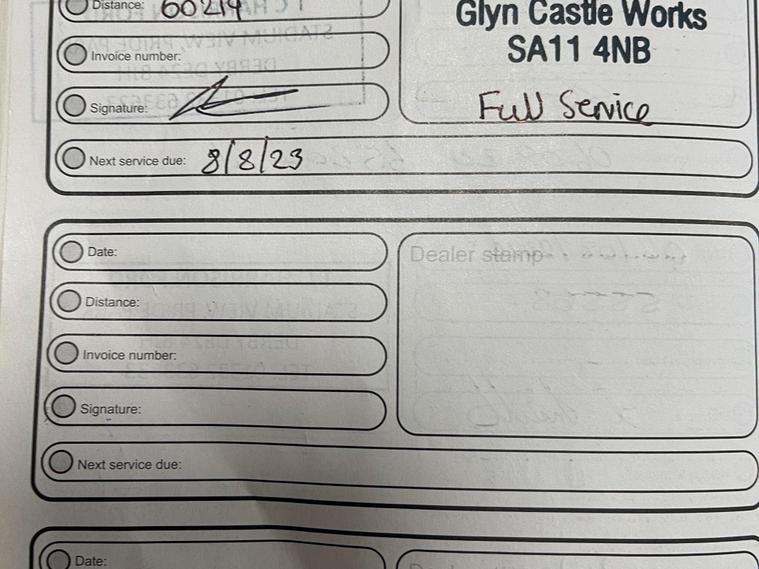 Distance: 60214
Glyn Castle Works
Invoice number:
SA11 4NB
Signature:
Full Service
Next service due: 8/8/23
Date:
Dealer stamp
Distance:
Invoice number:
Signature:
Next service due:
Date: